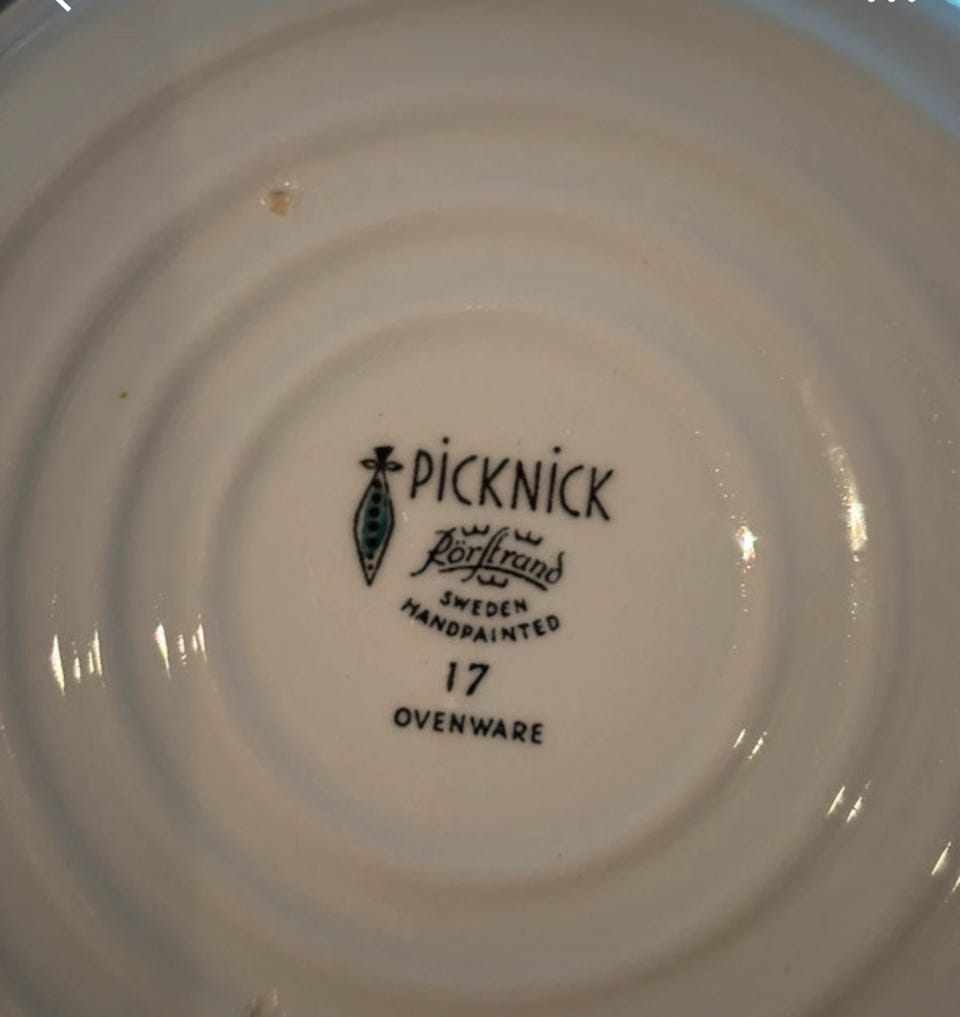 PiCKNiCK
Rörstrand
SWEDEN
HANDPAINTED
17
OVENWARE